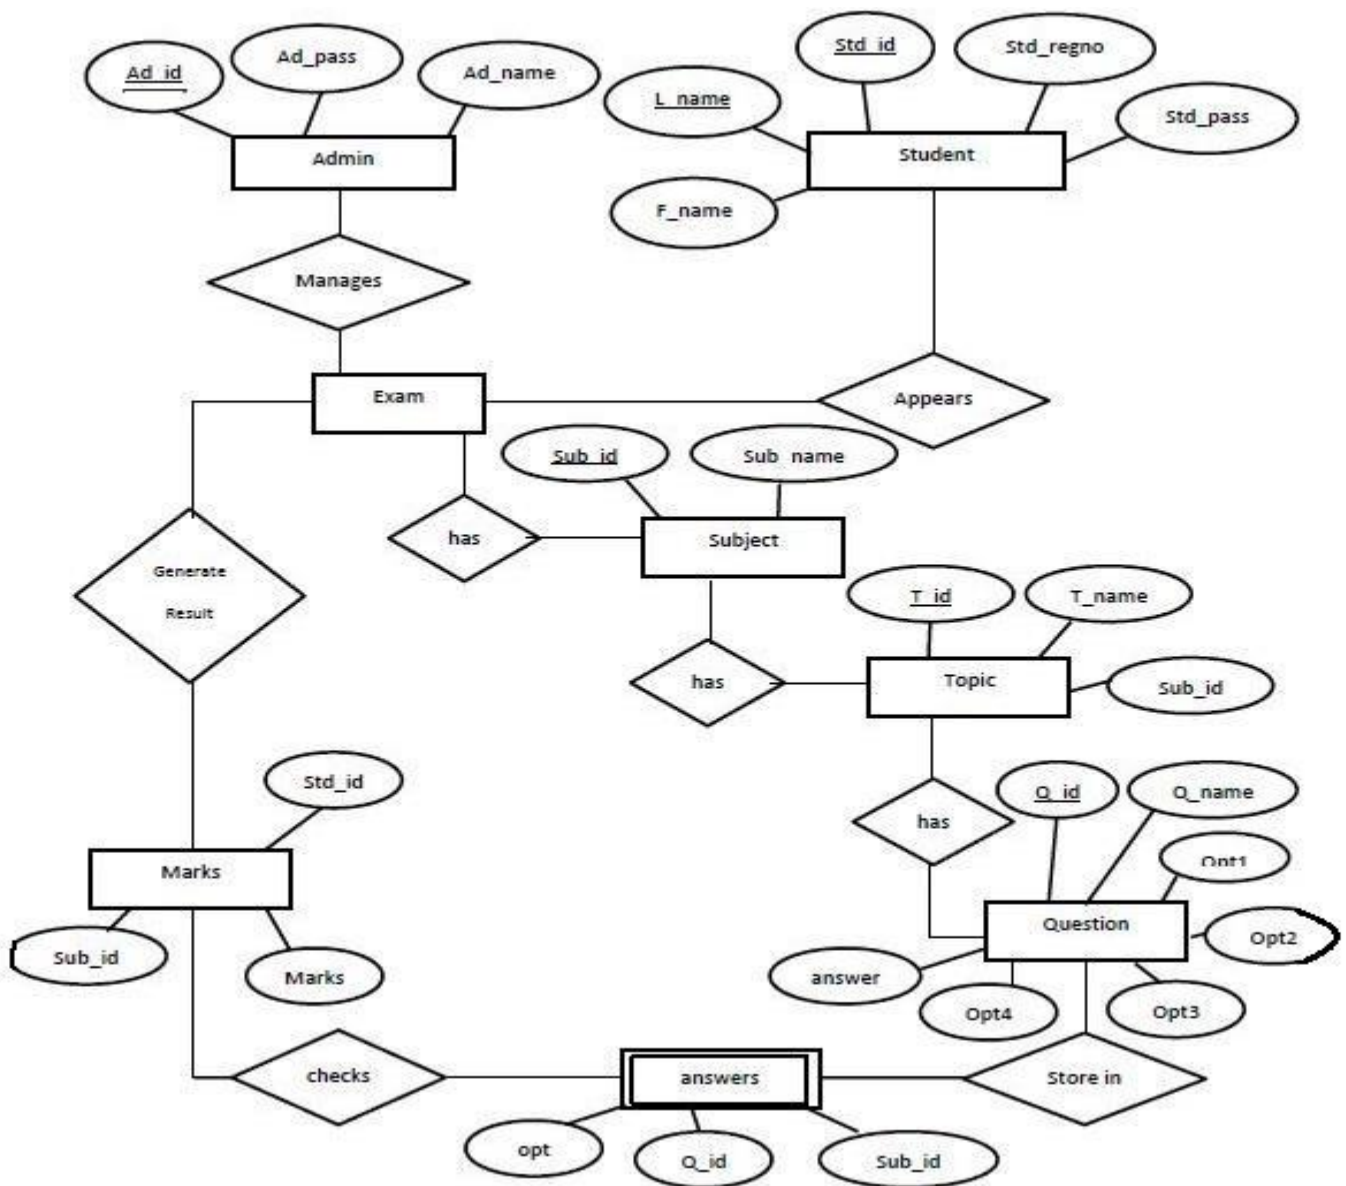 Ad_id
Ad_pass
Ad_name
Std_id
Std_regno
L_name
Std_pass
Admin
Student
F_name
Manages
Exam
Appears
Sub_id
Sub_name
has
Subject
Generate
Result
T_id
T_name
has
Topic
Sub_id
Std_id
Q_id
Q_name
has
Opt1
Marks
Question
Opt2
Sub_id
Marks
answer
Opt4
Opt3
checks
answers
Store in
opt
Q_id
Sub_id